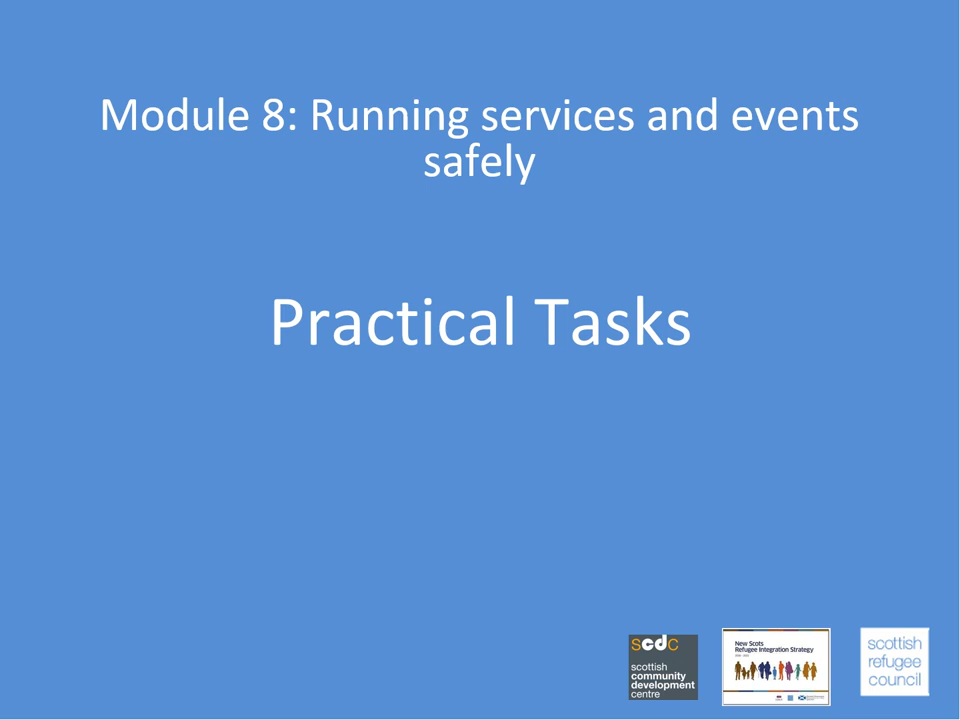 Module 8: Running services and events
safely
Practical Tasks
scdc
scottish
community
development
centre
New Scots
Refugee Integration Strategy
scottish
refugee
council